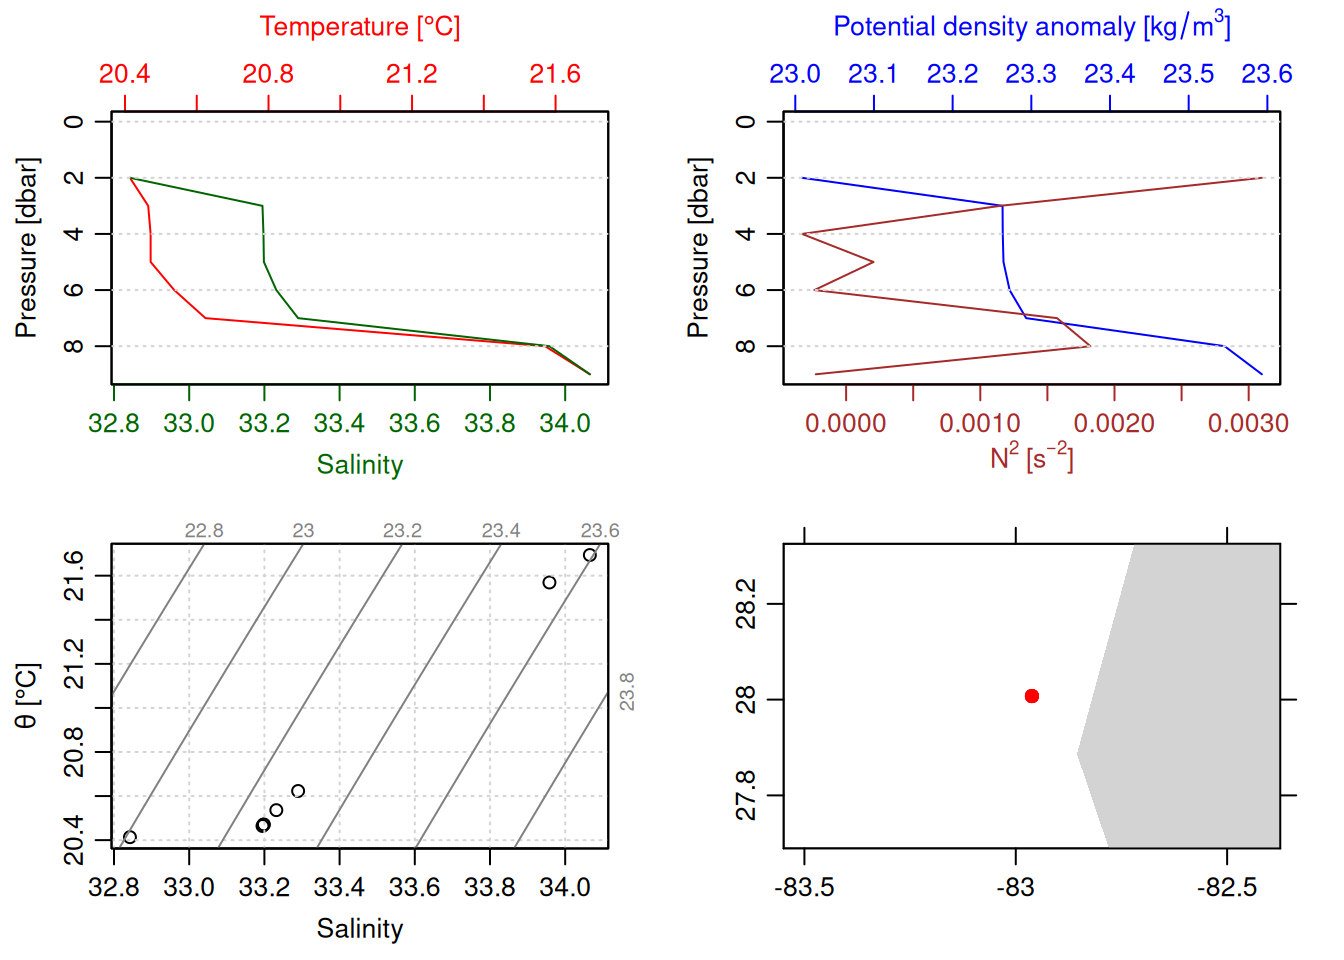 Temperature [°C]
20.4 20.8 21.2 21.6
Pressure [dbar]
0
2
4
6
8
32.8 33.0 33.2 33.4 33.6 33.8 34.0
Salinity
Potential density anomaly [kg/m³]
23.0 23.1 23.2 23.3 23.4 23.5 23.6
Pressure [dbar]
0
2
4
6
8
0.0000 0.0010 0.0020 0.0030
N² [s⁻²]
22.8 23 23.2 23.4 23.6
23.8
θ [°C]
21.6
21.2
20.8
20.4
32.8 33.0 33.2 33.4 33.6 33.8 34.0
Salinity
28.2
28
27.8
-83.5 -83 -82.5